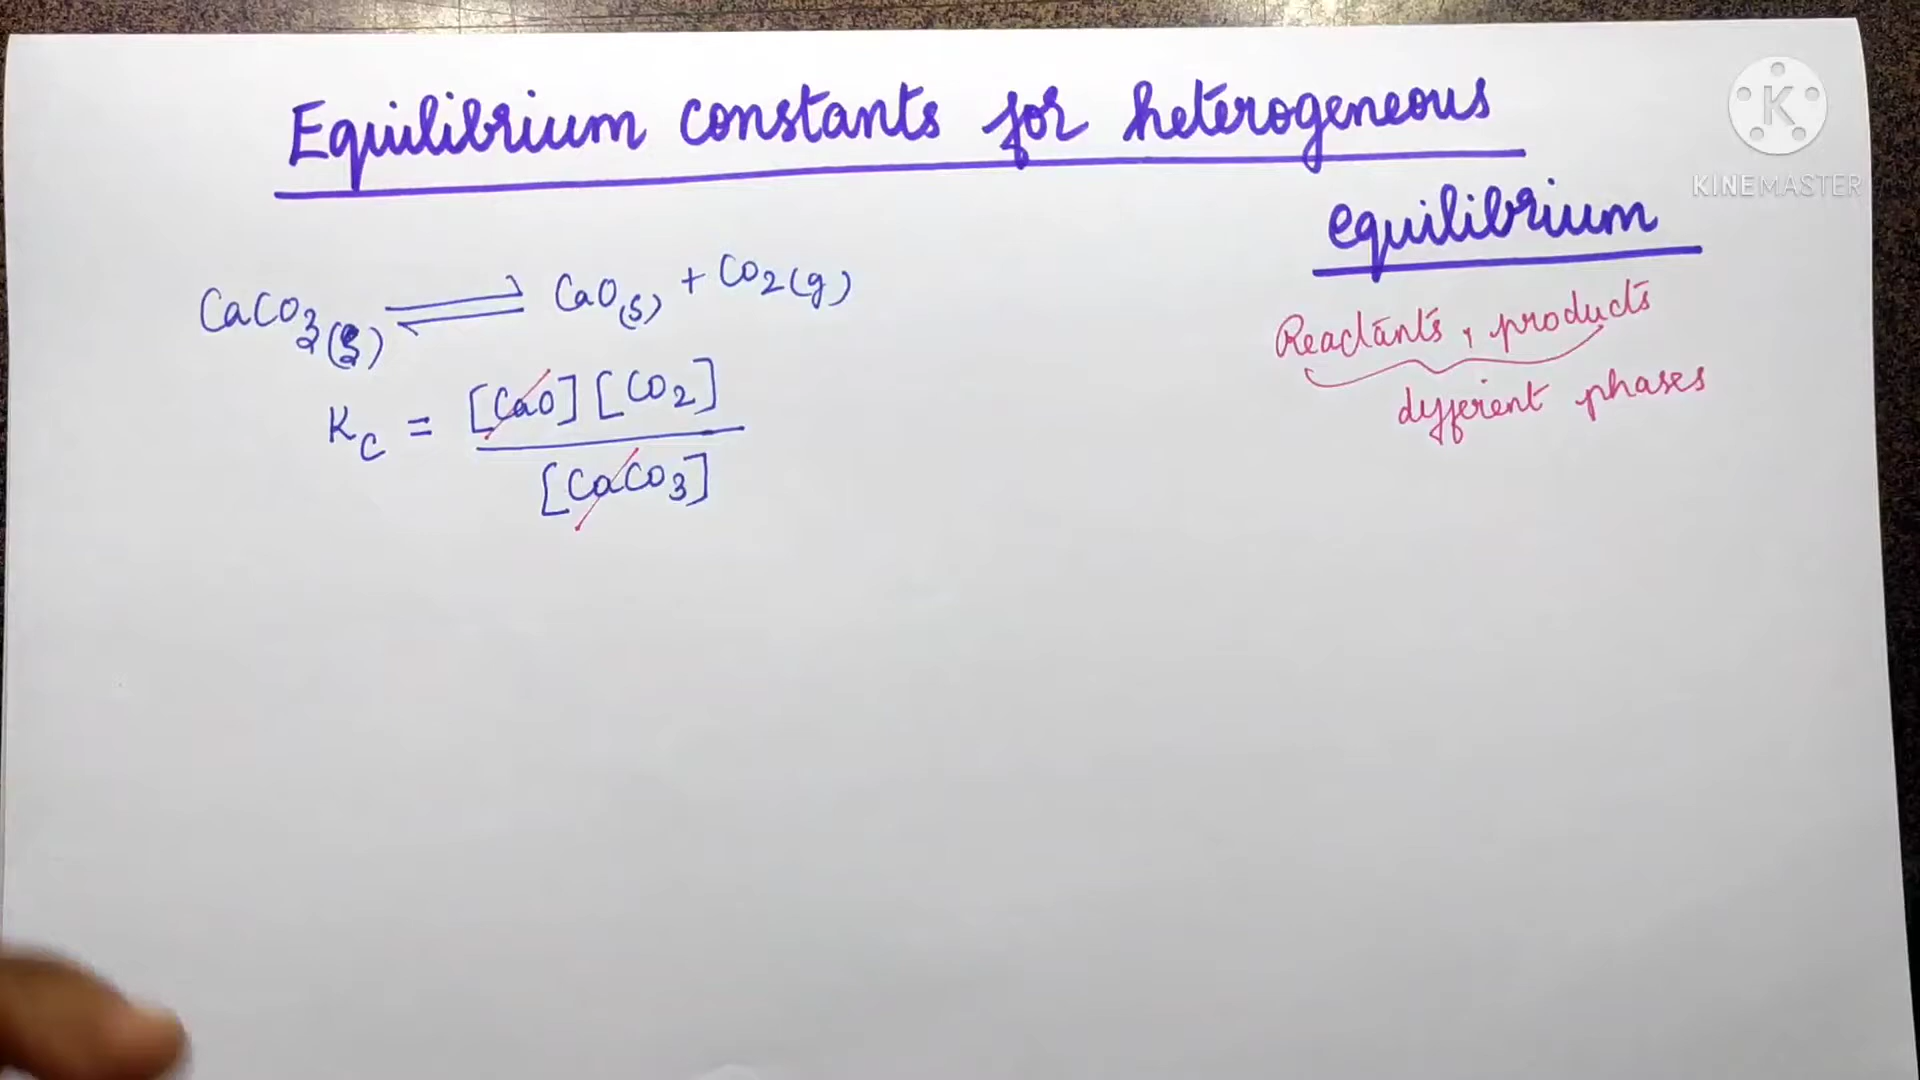 Equilibrium constants for heterogeneous
equilibrium
K
KINEMASTER
CaCO3(s) ⇌ CaO(s) + CO2(g)
Reactants, products
different phases
Kc = [CaO] [CO2]
[CaCO3]